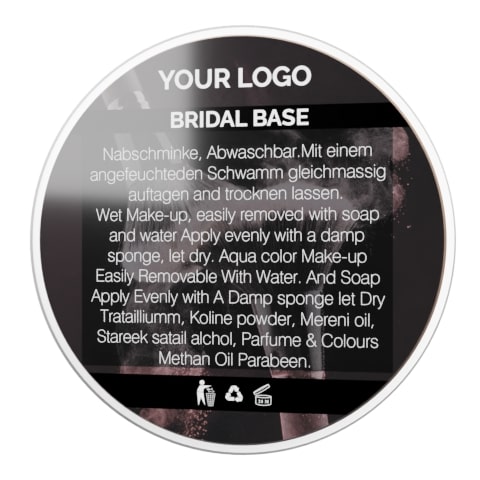 YOUR LOGO
BRIDAL BASE
Nabschminke, Abwaschbar.Mit einem
angefeuchteden Schwamm gleichmassig
auftagen and trocknen lassen.
Wet Make-up, easily removed with soap
and water Apply evenly with a damp
sponge, let dry. Aqua color Make-up
Easily Removable With Water. And Soap
Apply Evenly with A Damp sponge let Dry
Tratailliumm, Koline powder, Mereni oil,
Stareek satail alchol, Parfume & Colours
Methan Oil Parabeen.